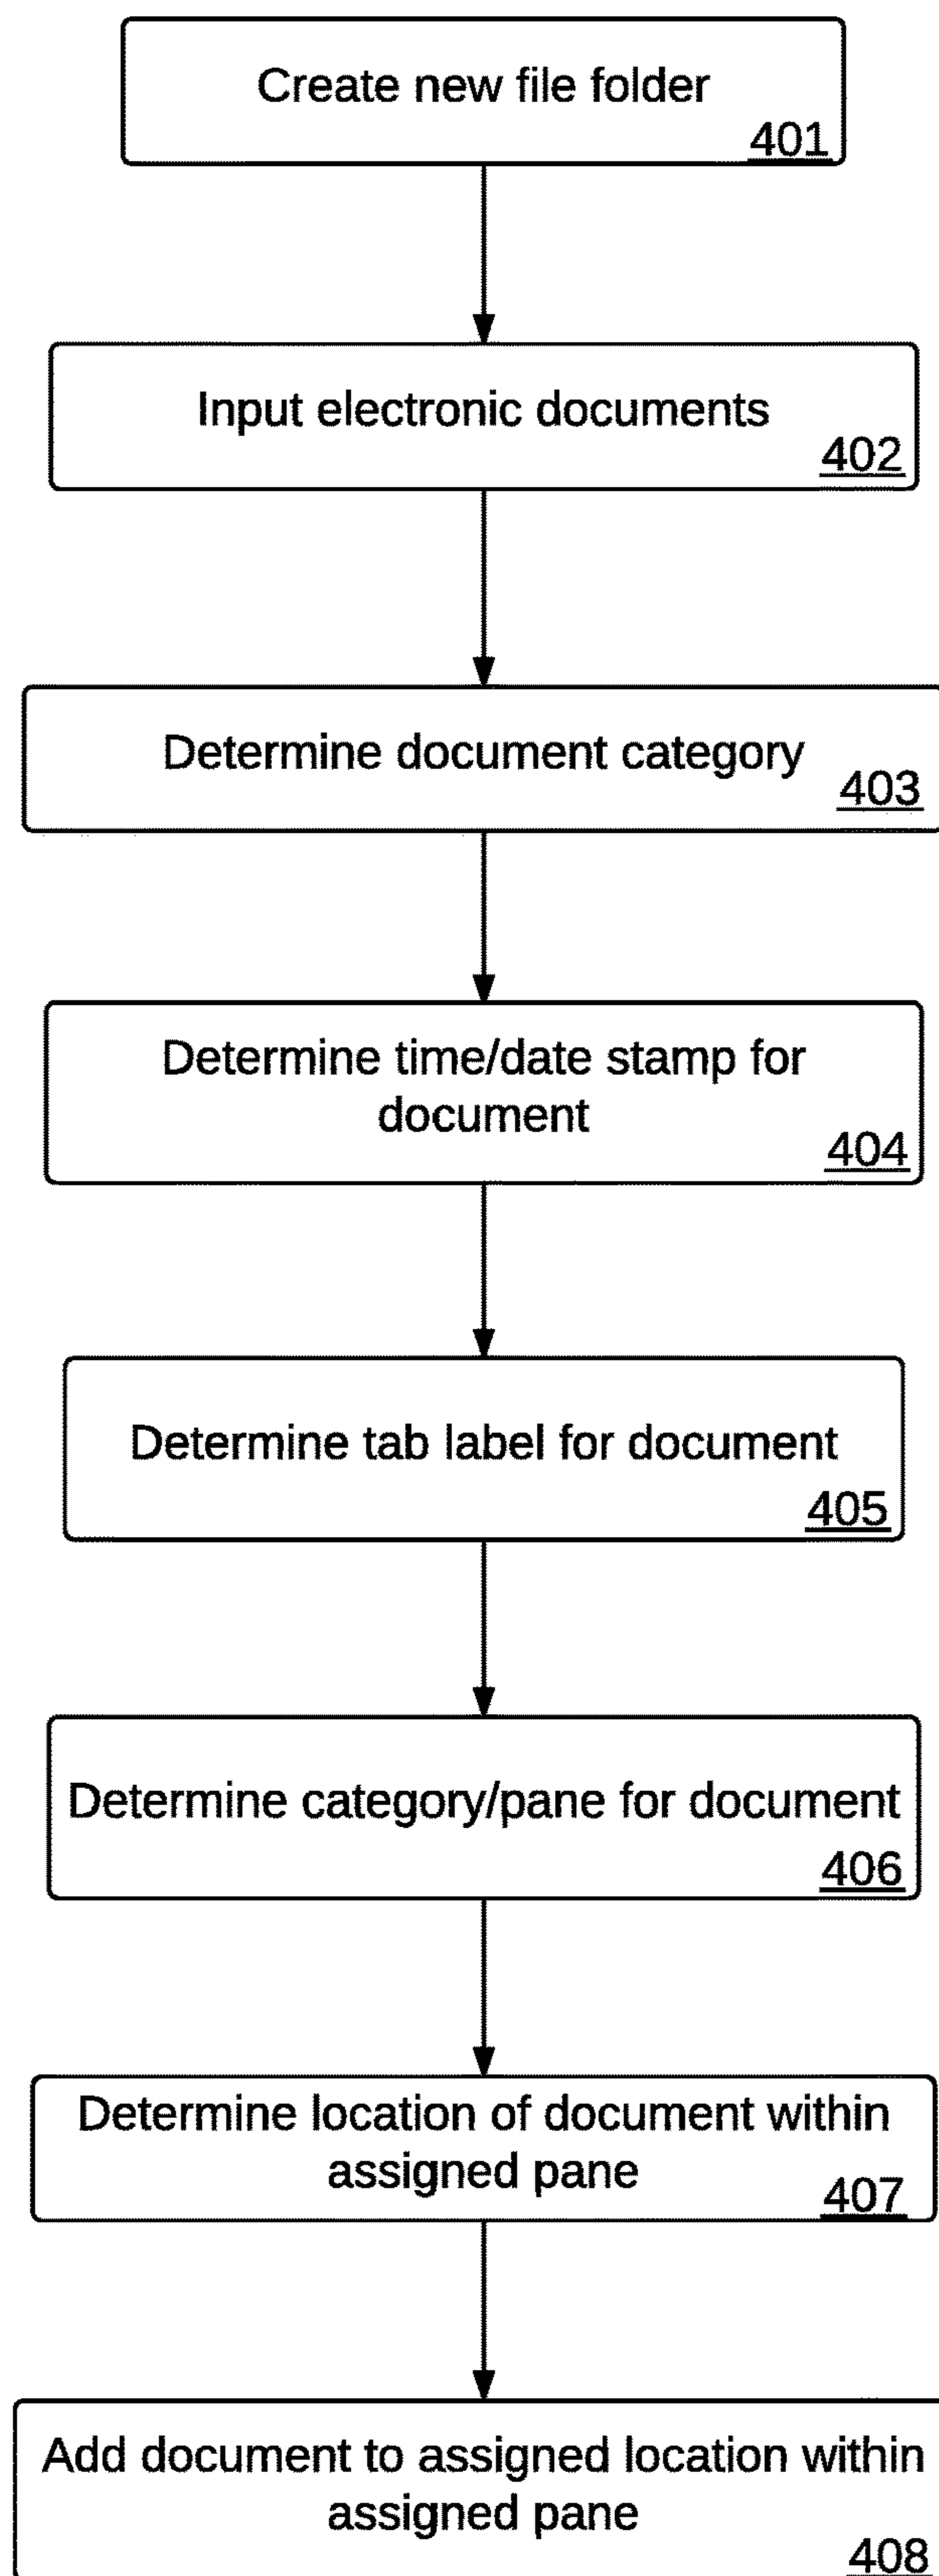 Create new file folder
401
Input electronic documents
402
Determine document category
403
Determine time/date stamp for
document
404
Determine tab label for document
405
Determine category/pane for document
406
Determine location of document within
assigned pane
407
Add document to assigned location within
assigned pane
408